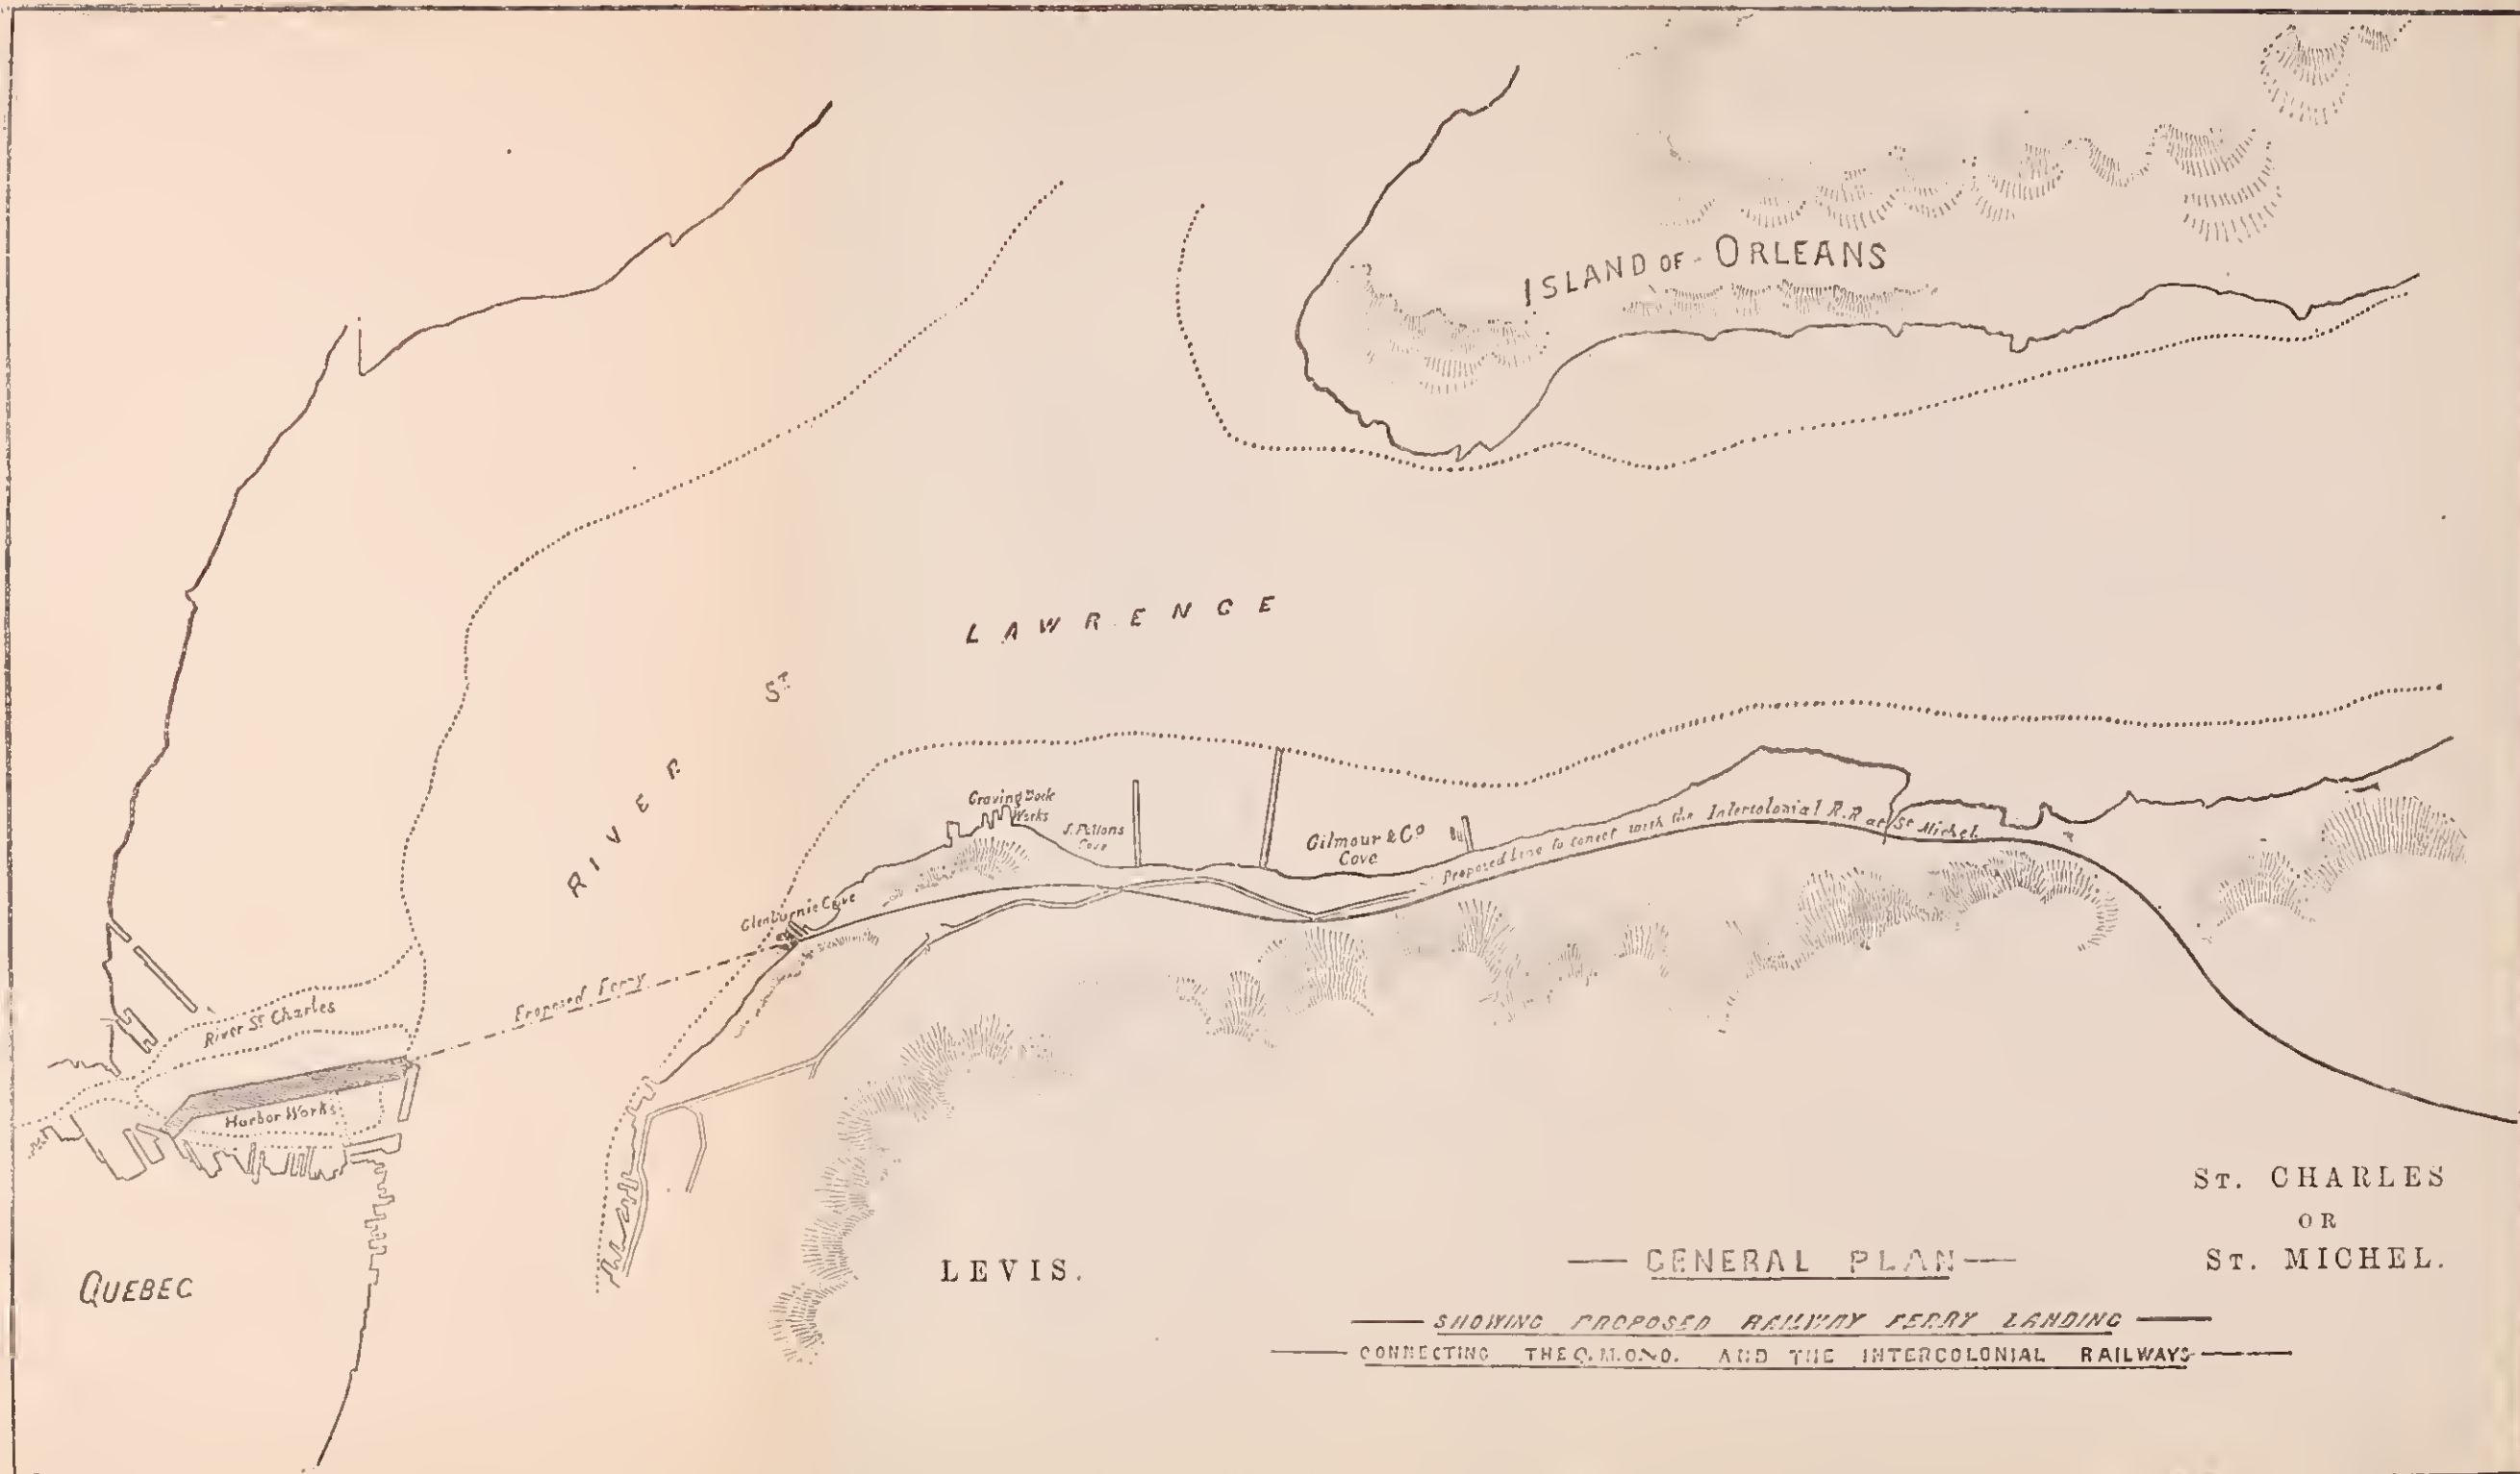 ISLAND OF ORLEANS
LAWRENCE
ST
RIVER
Graving Dock
Works
Cove
Gilmour & Co
Cove
Proposed Line to conect with the Intercolonial R.R at St Michel.
Glenburnie Cove
Proposed Ferry
River St Charles
Harbor Works
QUEBEC
LEVIS.
ST. CHARLES
OR
ST. MICHEL.
GENERAL PLAN
SHOWING PROPOSED RAILWAY FERRY LANDING
CONNECTING THE Q.M.O.&O. AND THE INTERCOLONIAL RAILWAYS